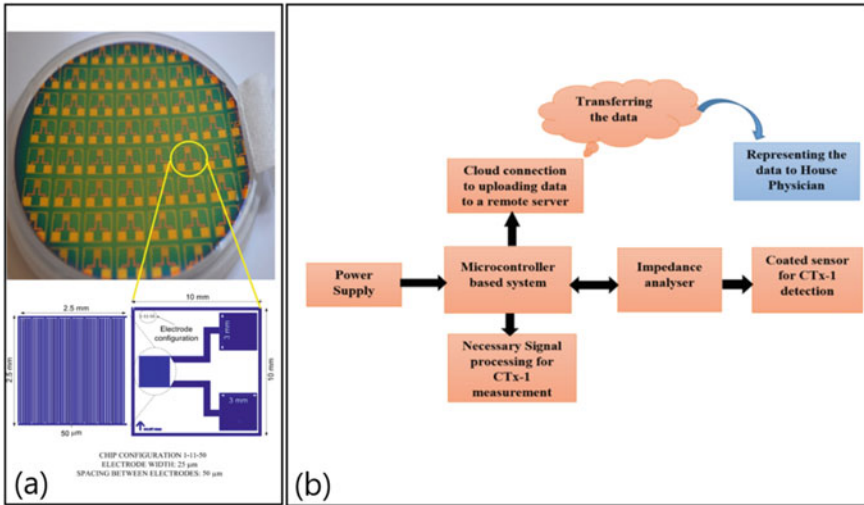 2.5 mm
2.5 mm
50 µm
10 mm
10 mm
1-11-50
Electrode
configuration
3 mm
3 mm
CHIP CONFIGURATION 1-11-50
ELECTRODE WIDTH: 25 µm
SPACING BETWEEN ELECTRODES: 50 µm
(a)
Transferring
the data
Representing the
data to House
Physician
Cloud connection
to uploading data
to a remote server
Power
Supply
Microcontroller
based system
Impedance
analyser
Coated sensor
for CTx-1
detection
Necessary Signal
processing for
CTx-1
measurement
(b)